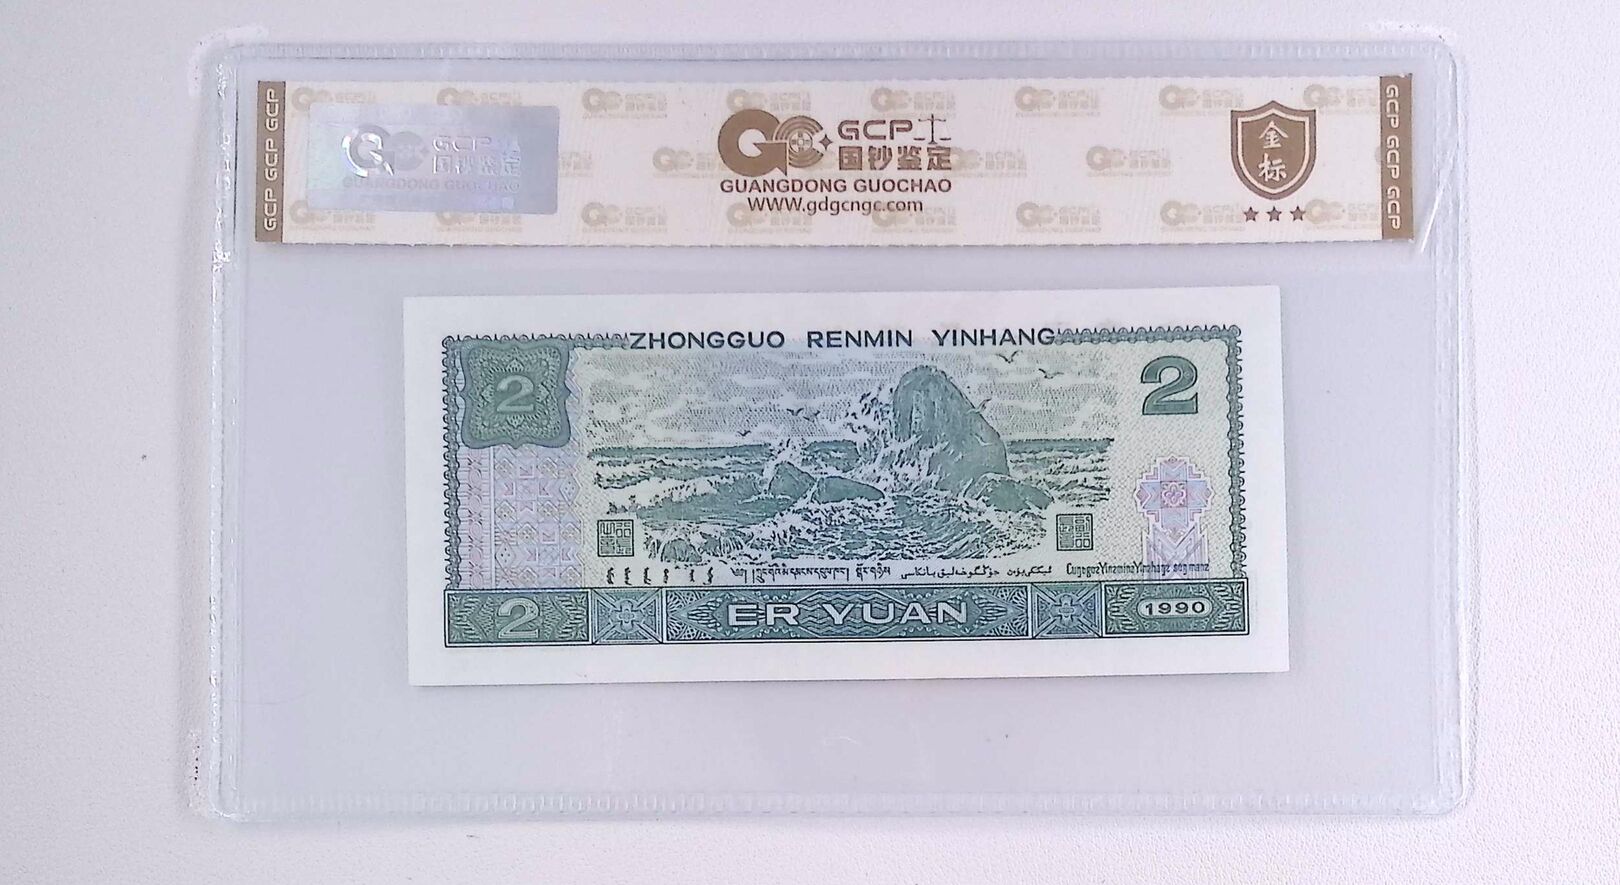 GCP GCP GCP
GCP
国钞鉴定
GUANGDONG GUOCHAO
GCP
国钞鉴定
GUANGDONG GUOCHAO
WWW.gdgcngc.com
金标
GCP GCP GCP
ZHONGGUO RENMIN YINHANG
2
2
2
ER YUAN
1990